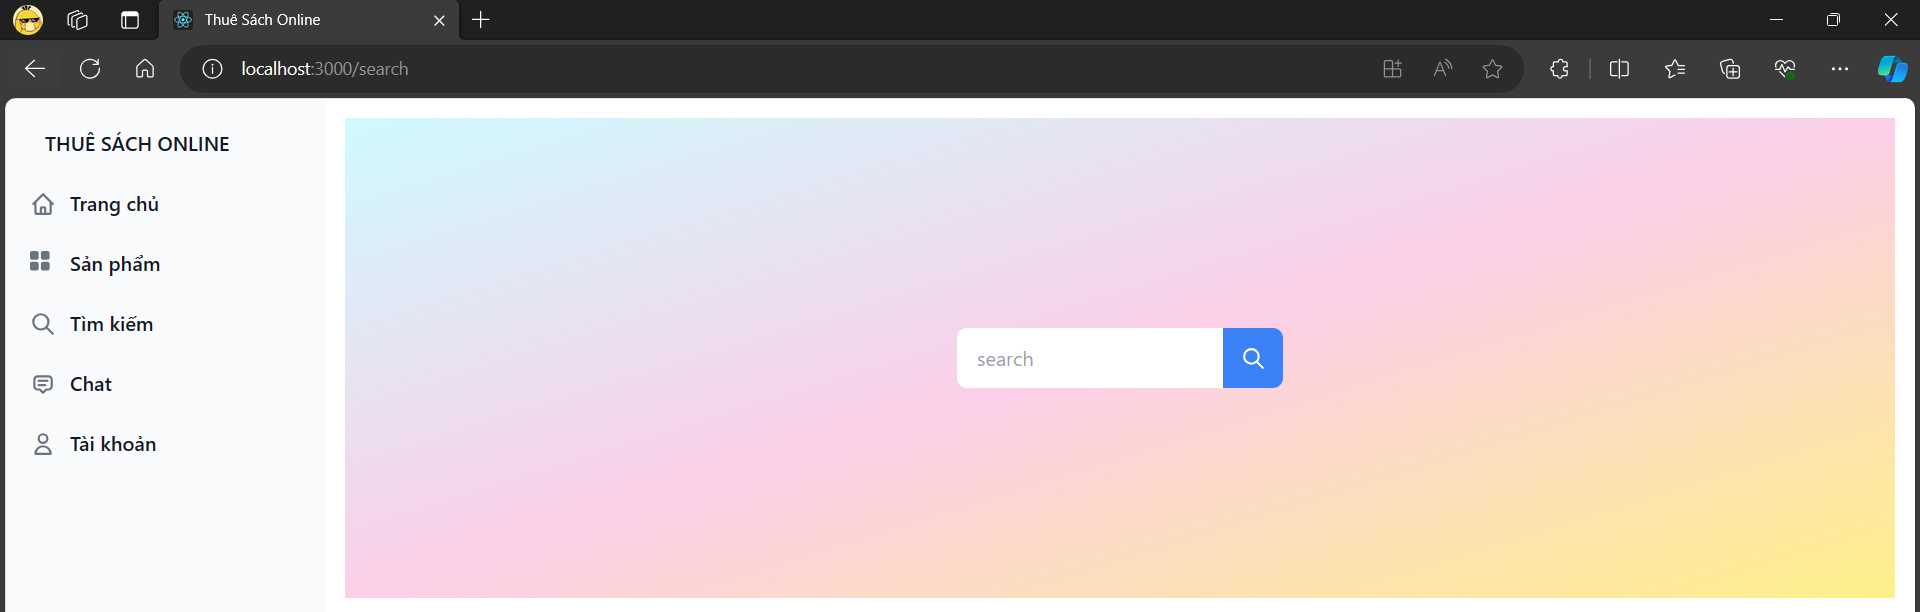 Thuê Sách Online
localhost:3000/search
THUÊ SÁCH ONLINE
Trang chủ
Sản phẩm
Tìm kiếm
Chat
Tài khoản
search